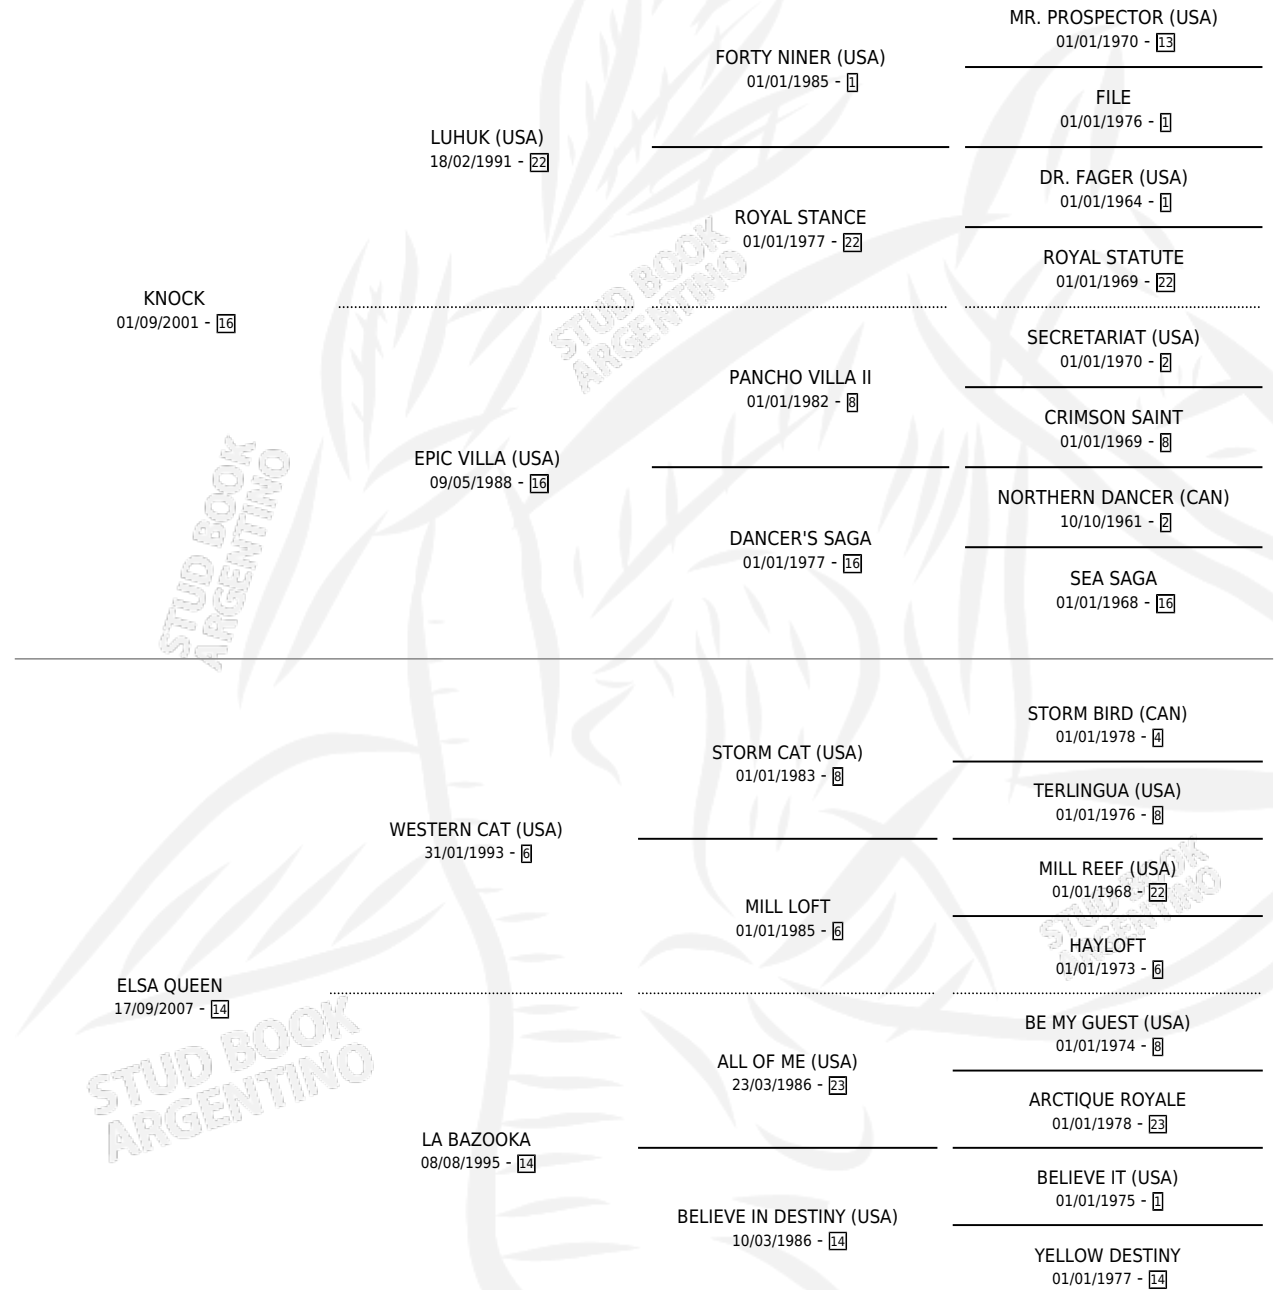 MR. PROSPECTOR (USA)
01/01/1970 - 13
FORTY NINER (USA)
01/01/1985 - 1
FILE
01/01/1976 - 1
LUHUK (USA)
18/02/1991 - 22
DR. FAGER (USA)
01/01/1964 - 1
ROYAL STANCE
01/01/1977 - 22
ROYAL STATUTE
01/01/1969 - 22
KNOCK
01/09/2001 - 16
STUD BOOK
ARGENTINO
SECRETARIAT (USA)
01/01/1970 - 2
PANCHO VILLA II
01/01/1982 - 8
CRIMSON SAINT
01/01/1969 - 8
EPIC VILLA (USA)
09/05/1988 - 16
NORTHERN DANCER (CAN)
10/10/1961 - 2
DANCER'S SAGA
01/01/1977 - 16
SEA SAGA
01/01/1968 - 16
STUD BOOK
ARGENTINO
STORM BIRD (CAN)
01/01/1978 - 4
STORM CAT (USA)
01/01/1983 - 8
TERLINGUA (USA)
01/01/1976 - 8
WESTERN CAT (USA)
31/01/1993 - 6
MILL REEF (USA)
01/01/1968 - 22
STUD BOOK
ARGENTINO
MILL LOFT
01/01/1985 - 6
HAYLOFT
01/01/1973 - 6
ELSA QUEEN
17/09/2007 - 14
STUD BOOK
ARGENTINO
BE MY GUEST (USA)
01/01/1974 - 8
ALL OF ME (USA)
23/03/1986 - 23
ARCTIQUE ROYALE
01/01/1978 - 23
LA BAZOOKA
08/08/1995 - 14
BELIEVE IT (USA)
01/01/1975 - 1
BELIEVE IN DESTINY (USA)
10/03/1986 - 14
YELLOW DESTINY
01/01/1977 - 14